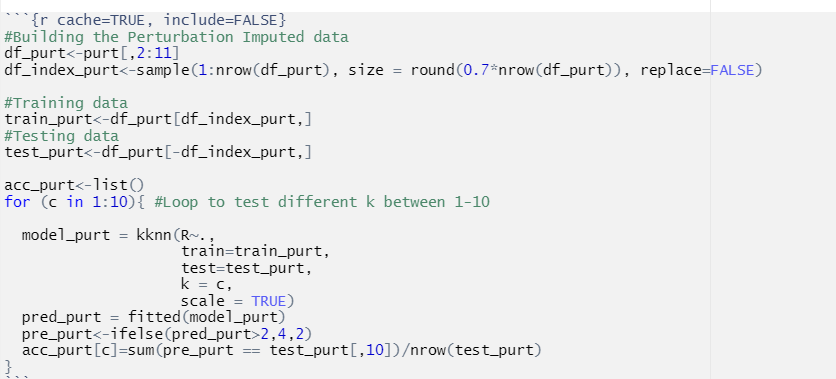 ```{r cache=TRUE, include=FALSE}
#Building the Perturbation Imputed data
df_purt<-purt[,2:11]
df_index_purt<-sample(1:nrow(df_purt), size = round(0.7*nrow(df_purt)), replace=FALSE)
#Training data
train_purt<-df_purt[df_index_purt,]
#Testing data
test_purt<-df_purt[-df_index_purt,]
acc_purt<-list()
for (c in 1:10){ #Loop to test different k between 1-10
model_purt = kknn(R~.,
train=train_purt,
test=test_purt,
k = c,
scale = TRUE)
pred_purt = fitted(model_purt)
pre_purt<-ifelse(pred_purt>2,4,2)
acc_purt[c]=sum(pre_purt == test_purt[,10])/nrow(test_purt)
}
```